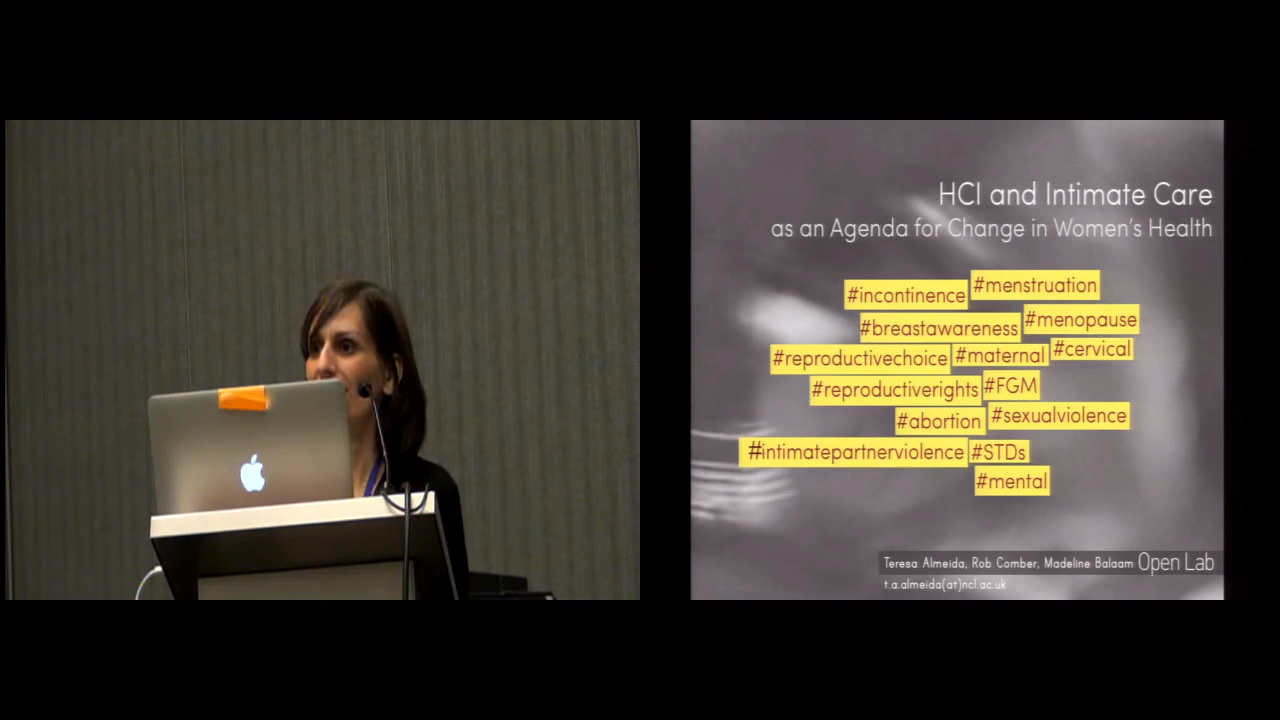 HCI and Intimate Care
as an Agenda for Change in Women's Health
#incontinence #menstruation
#breastawareness #menopause
#reproductivechoice #maternal #cervical
#reproductiverights #FGM
#abortion #sexualviolence
#intimatepartnerviolence #STDs
#mental
Teresa Almeida, Rob Comber, Madeline Balaam Open Lab
t.a.almeida(at)ncl.ac.uk